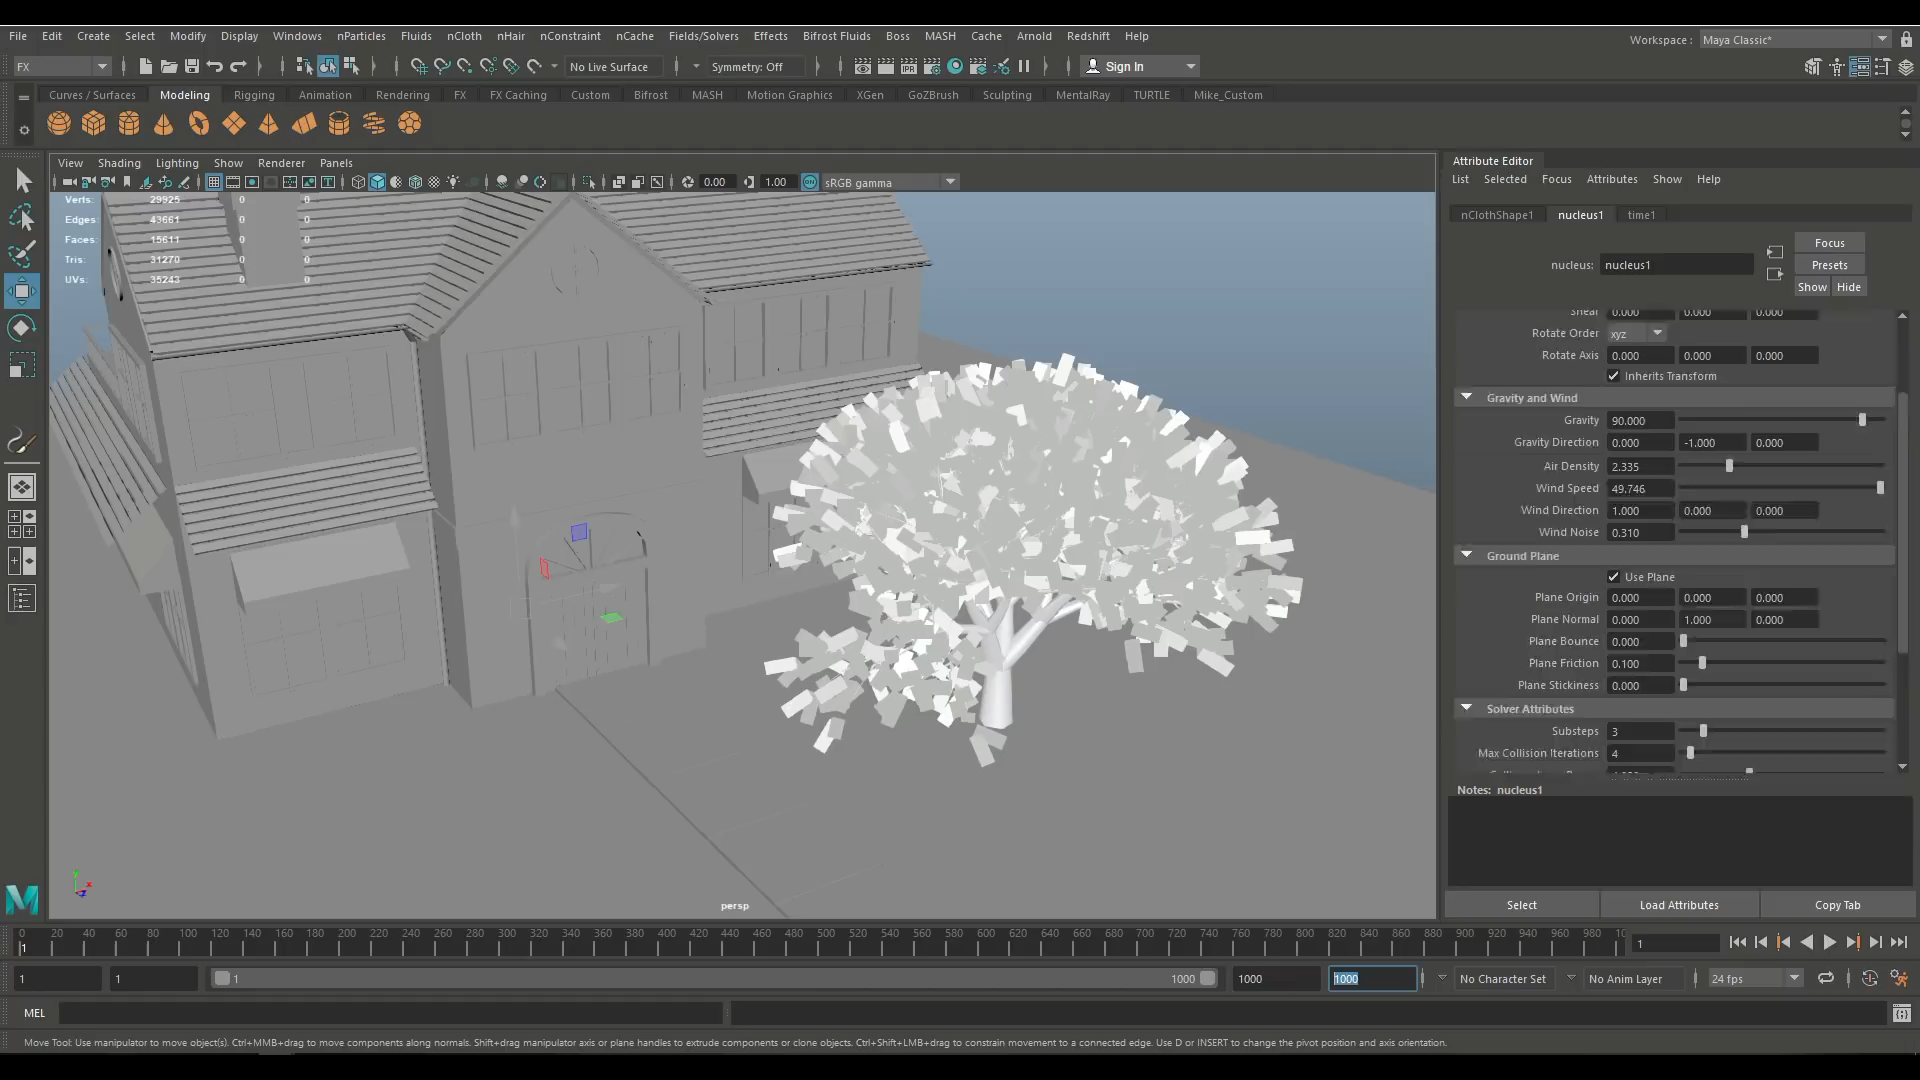 File Edit Create Select Modify Display Windows nParticles Fluids nCloth nHair nConstraint nCache Fields/Solvers Effects Bifrost Fluids Boss MASH Cache Arnold Redshift Help
Workspace : Maya Classic*
FX No Live Surface Symmetry: Off Sign In
Curves / Surfaces Modeling Rigging Animation Rendering FX FX Caching Custom Bifrost MASH Motion Graphics XGen GoZBrush Sculpting MentalRay TURTLE Mike_Custom
View Shading Lighting Show Renderer Panels
0.00 1.00 sRGB gamma
Verts: 29925 0 0
Edges: 43661 0 0
Faces: 15611 0 0
Tris: 31270 0 0
UVs: 35243 0 0
persp
Attribute Editor
List Selected Focus Attributes Show Help
nClothShape1 nucleus1 time1
Focus
nucleus: nucleus1 Presets
Show Hide
Shear 0.000 0.000 0.000
Rotate Order xyz
Rotate Axis 0.000 0.000 0.000
Inherits Transform
Gravity and Wind
Gravity 90.000
Gravity Direction 0.000 -1.000 0.000
Air Density 2.335
Wind Speed 49.746
Wind Direction 1.000 0.000 0.000
Wind Noise 0.310
Ground Plane
Use Plane
Plane Origin 0.000 0.000 0.000
Plane Normal 0.000 1.000 0.000
Plane Bounce 0.000
Plane Friction 0.100
Plane Stickiness 0.000
Solver Attributes
Substeps 3
Max Collision Iterations 4
Notes: nucleus1
Select Load Attributes Copy Tab
0 20 40 60 80 100 120 140 160 180 200 220 240 260 280 300 320 340 360 380 400 420 440 460 480 500 520 540 560 580 600 620 640 660 680 700 720 740 760 780 800 820 840 860 880 900 920 940 960 980 10
1 1
1 1 1 1000 1000 1000 No Character Set No Anim Layer 24 fps
MEL
Move Tool: Use manipulator to move object(s). Ctrl+MMB+drag to move components along normals. Shift+drag manipulator axis or plane handles to extrude components or clone objects. Ctrl+Shift+LMB+drag to constrain movement to a connected edge. Use D or INSERT to change the pivot position and axis orientation.